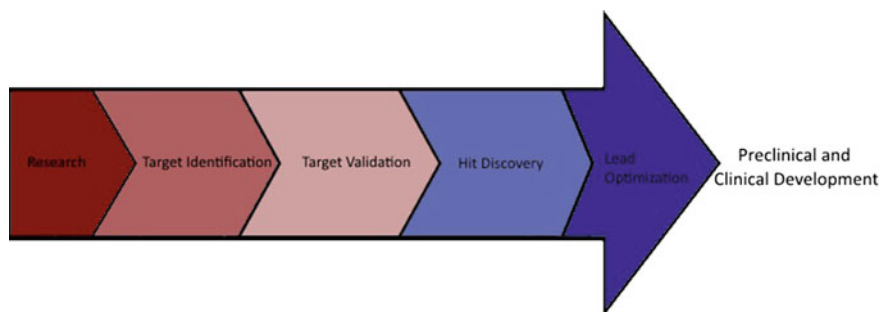 Research
Target Identification
Target Validation
Hit Discovery
Lead
Optimization
Preclinical and
Clinical Development